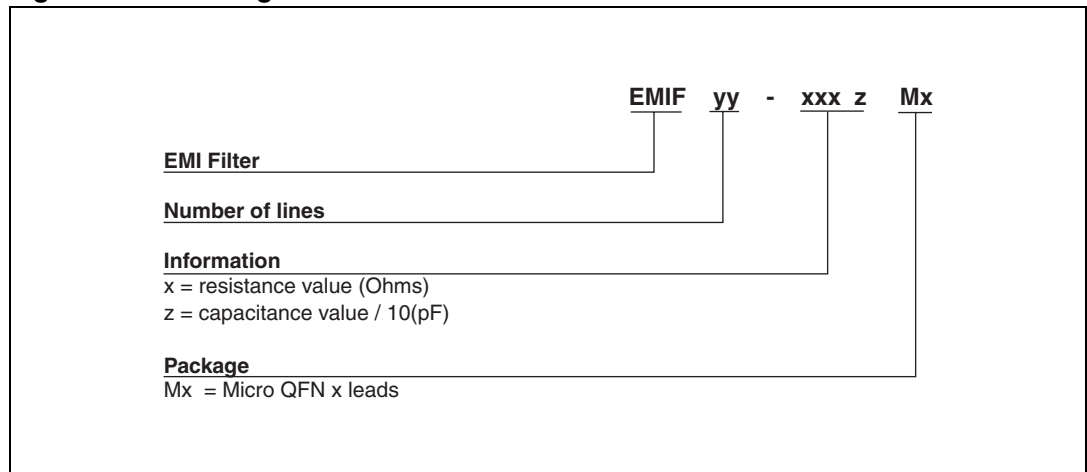 EMIF yy - xxx z Mx
EMI Filter
Number of lines
Information
x = resistance value (Ohms)
z = capacitance value / 10(pF)
Package
Mx = Micro QFN x leads